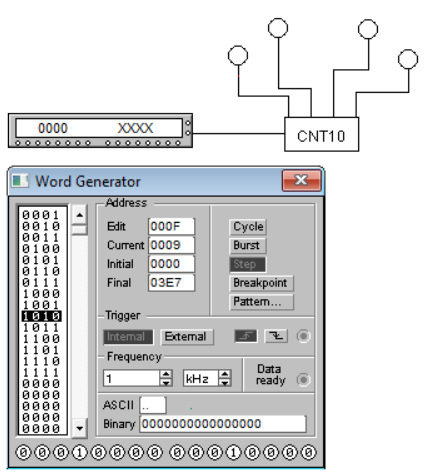 0000 XXXX
CNT10
Word Generator
0001
0010
0011
0100
0101
0110
0111
1000
1001
1010
1011
1100
1101
1110
1111
0000
0000
0000
0000
0000
Address
Edit 000F
Current 0009
Initial 0000
Final 03E7
Cycle
Burst
Step
Breakpoint
Pattern...
Trigger
Internal External
Frequency
1 kHz
Data
ready
ASCII .. .
Binary 0000000000000000
0 0 0 1 0 0 0 0 0 0 0 1 0 0 0 0